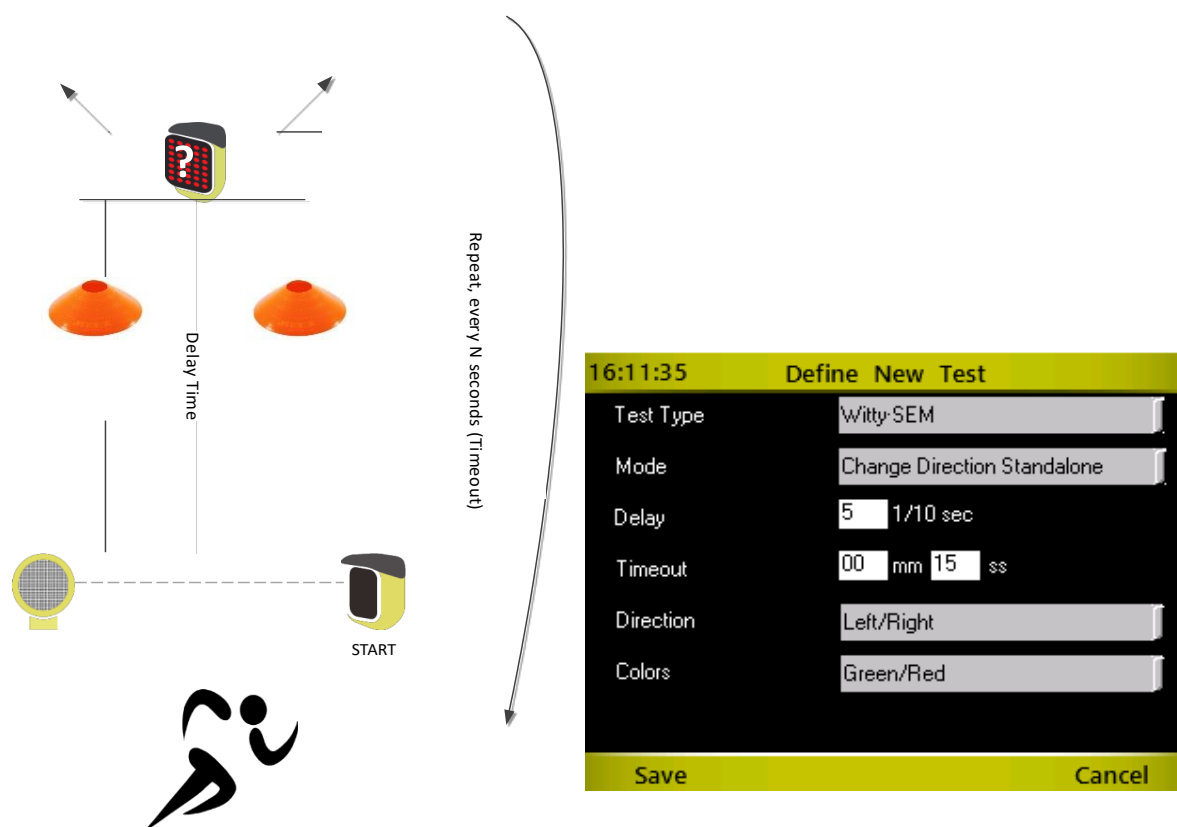 ?
Delay Time
Repeat, every N seconds (Timeout)
START
16:11:35 Define New Test
Test Type Witty·SEM
Mode Change Direction Standalone
Delay 5 1/10 sec
Timeout 00 mm 15 ss
Direction Left/Right
Colors Green/Red
Save Cancel